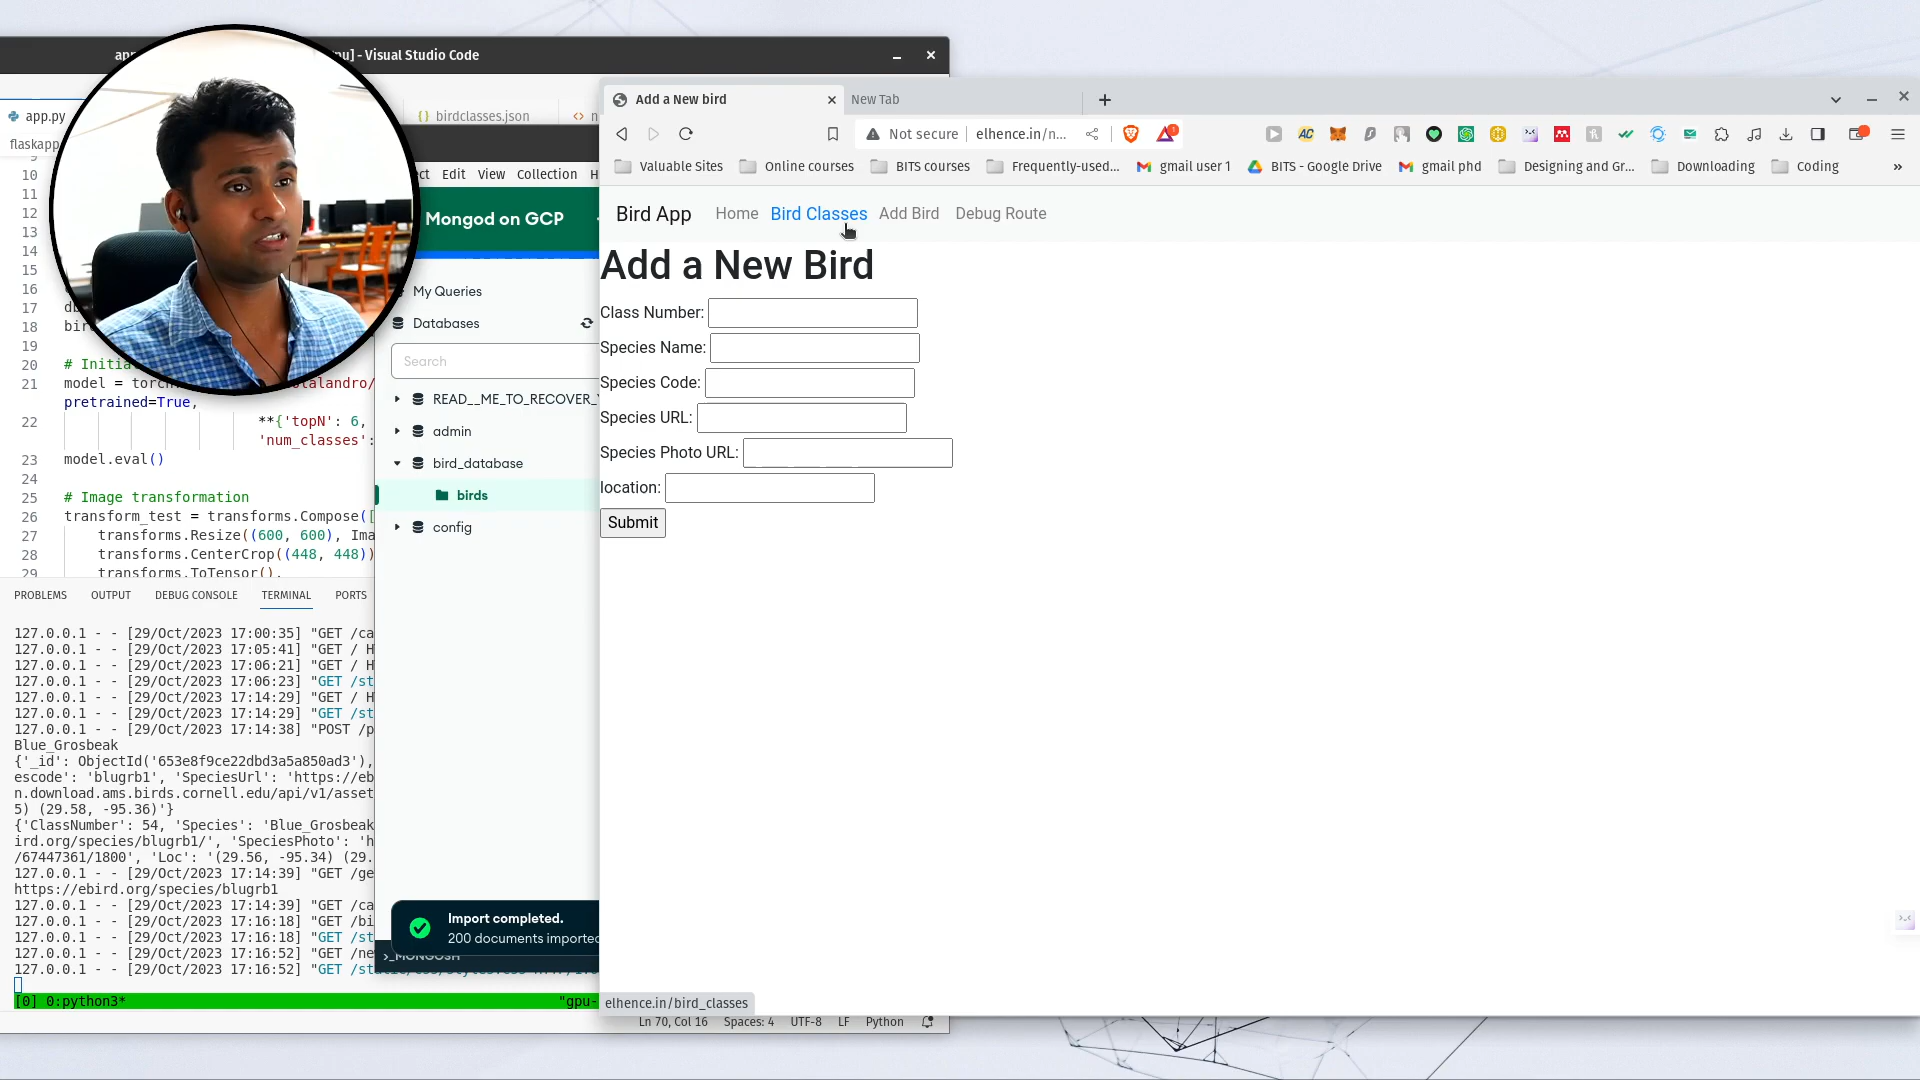 u] - Visual Studio Code
app.py
birdclasses.json
flaskapp
10
11
12
13
14
15
16
17
18
19
20 # Initia
21 model = torch
pretrained=True,
22 **{'topN': 6,
'num_classes':
23 model.eval()
24
25 # Image transformation
26 transform_test = transforms.Compose([
27 transforms.Resize((600, 600), Ima
28 transforms.CenterCrop((448, 448))
29 transforms.ToTensor(),
PROBLEMS OUTPUT DEBUG CONSOLE TERMINAL PORTS
127.0.0.1 - - [29/Oct/2023 17:00:35] "GET /ca
127.0.0.1 - - [29/Oct/2023 17:05:41] "GET / H
127.0.0.1 - - [29/Oct/2023 17:06:21] "GET / H
127.0.0.1 - - [29/Oct/2023 17:06:23] "GET /st
127.0.0.1 - - [29/Oct/2023 17:14:29] "GET / H
127.0.0.1 - - [29/Oct/2023 17:14:29] "GET /st
127.0.0.1 - - [29/Oct/2023 17:14:38] "POST /p
Blue_Grosbeak
{'_id': ObjectId('653e8f9ce22dbd3a5a850ad3'),
escode': 'blugrb1', 'SpeciesUrl': 'https://eb
n.download.ams.birds.cornell.edu/api/v1/asset
5) (29.58, -95.36)'}
{'ClassNumber': 54, 'Species': 'Blue_Grosbeak
ird.org/species/blugrb1/', 'SpeciesPhoto': 'h
/67447361/1800', 'Loc': '(29.56, -95.34) (29.
127.0.0.1 - - [29/Oct/2023 17:14:39] "GET /ge
https://ebird.org/species/blugrb1
127.0.0.1 - - [29/Oct/2023 17:14:39] "GET /ca
127.0.0.1 - - [29/Oct/2023 17:16:18] "GET /bi
127.0.0.1 - - [29/Oct/2023 17:16:18] "GET /st
127.0.0.1 - - [29/Oct/2023 17:16:52] "GET /ne
127.0.0.1 - - [29/Oct/2023 17:16:52] "GET /static/css/styles.css
[0] 0:python3* "gpu-
Ln 70, Col 16 Spaces: 4 UTF-8 LF Python
ct Edit View Collection H
Mongod on GCP
My Queries
Databases
Search
READ__ME_TO_RECOVER_Y
admin
bird_database
birds
config
Import completed.
200 documents imported
>_MONGOSH
Add a New bird
New Tab
Not secure elhence.in/n...
Valuable Sites Online courses BITS courses Frequently-used... gmail user 1 BITS - Google Drive gmail phd Designing and Gr... Downloading Coding »
Bird App Home Bird Classes Add Bird Debug Route
Add a New Bird
Class Number:
Species Name:
Species Code:
Species URL:
Species Photo URL:
location:
Submit
elhence.in/bird_classes